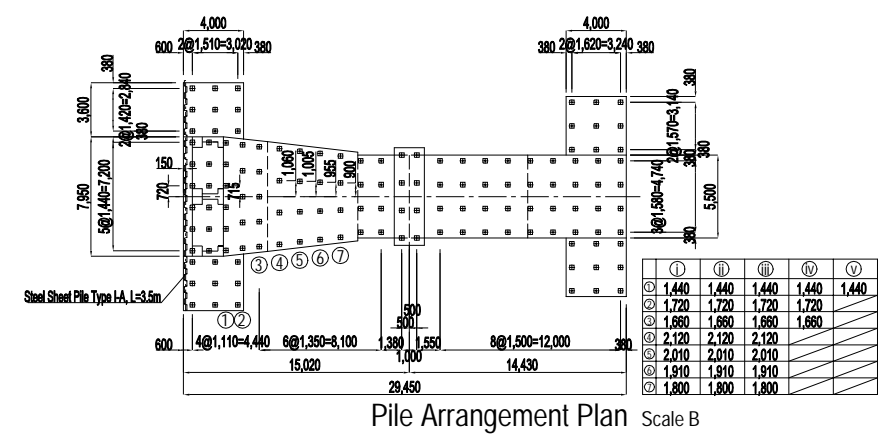 4,000
4,000
600 2@1,510=3,020 380
380 2@1,620=3,240 380
380
3,600
2@1,420=2,840
380
380
2@1,570=3,140
380
150
720
715
1,060
1,005
955
900
7,950
5@1,440=7,200
3@1,580=4,740
5,500
380
③ ④ ⑤ ⑥ ⑦
Steel Sheet Pile Type I-A, L=3.5m
① ②
500
500
600 4@1,110=4,440 6@1,350=8,100 1,380 1,550 8@1,500=12,000 380
1,000
15,020 14,430
29,450
ⓘ ⅱ ⅲ ⅳ ⅴ
① 1,440 1,440 1,440 1,440 1,440
② 1,720 1,720 1,720 1,720
③ 1,660 1,660 1,660 1,660
④ 2,120 2,120 2,120
⑤ 2,010 2,010 2,010
⑥ 1,910 1,910 1,910
⑦ 1,800 1,800 1,800
Pile Arrangement Plan Scale B